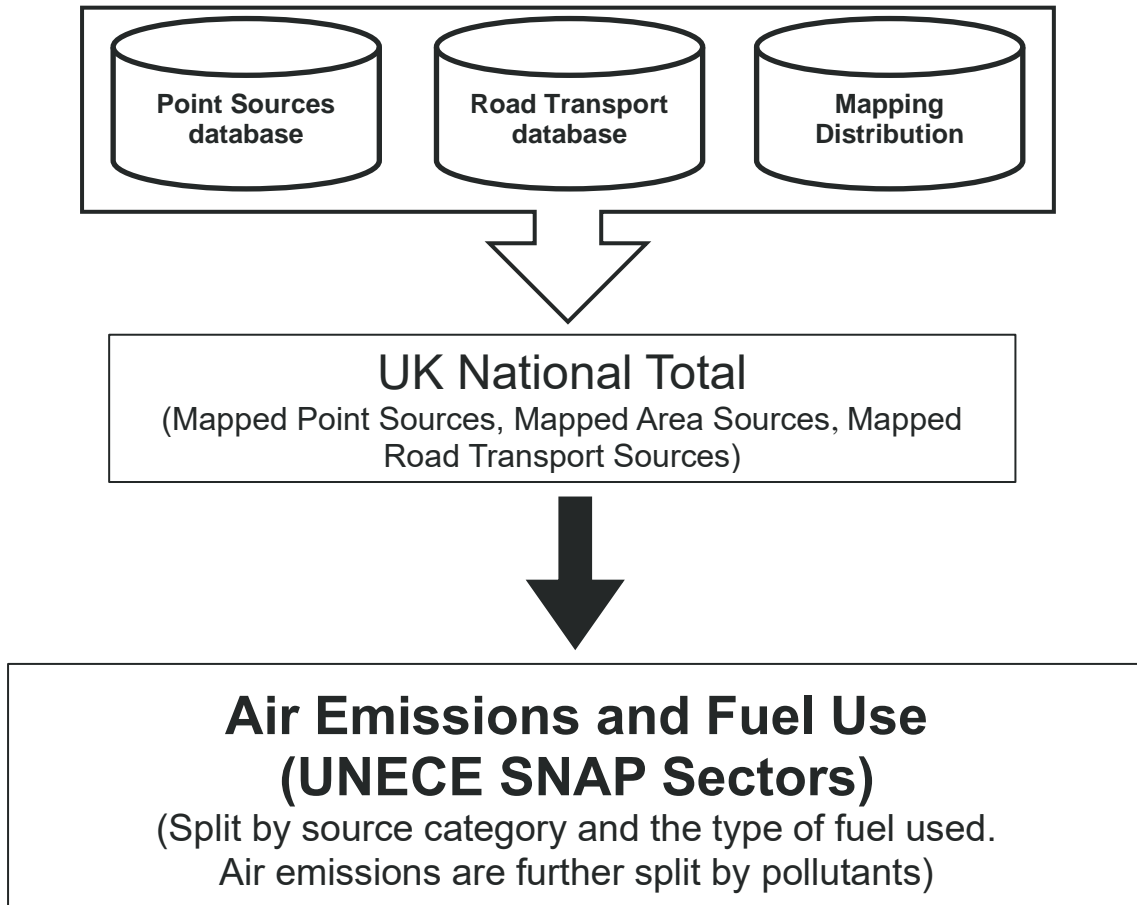 Point Sources
database
Road Transport
database
Mapping
Distribution
UK National Total
(Mapped Point Sources, Mapped Area Sources, Mapped
Road Transport Sources)
Air Emissions and Fuel Use
(UNECE SNAP Sectors)
(Split by source category and the type of fuel used.
Air emissions are further split by pollutants)